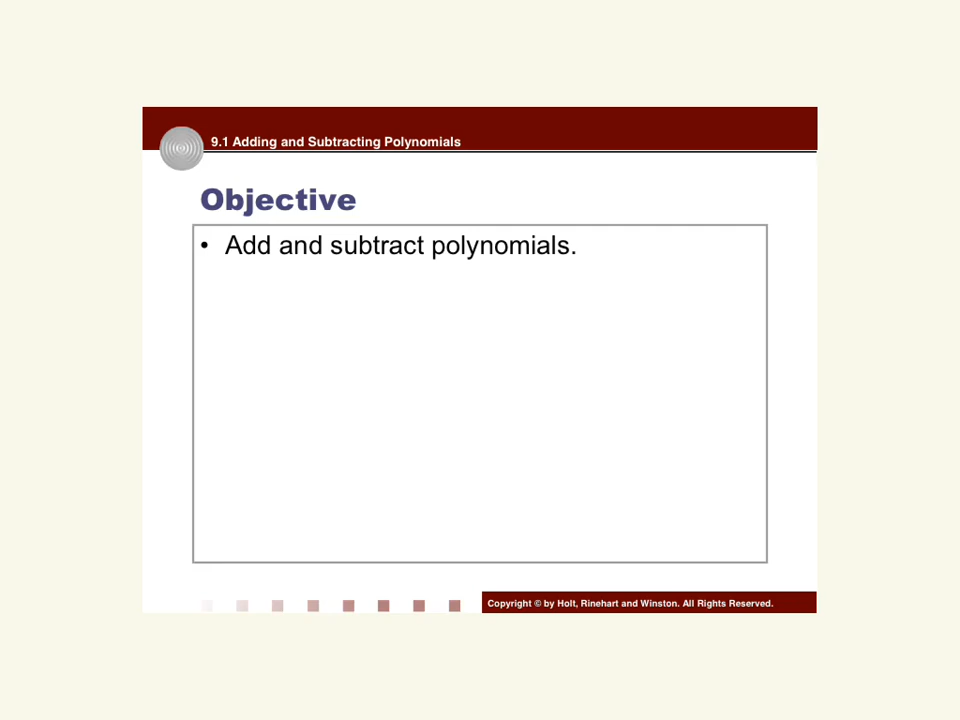 9.1 Adding and Subtracting Polynomials
Objective
• Add and subtract polynomials.
Copyright © by Holt, Rinehart and Winston. All Rights Reserved.